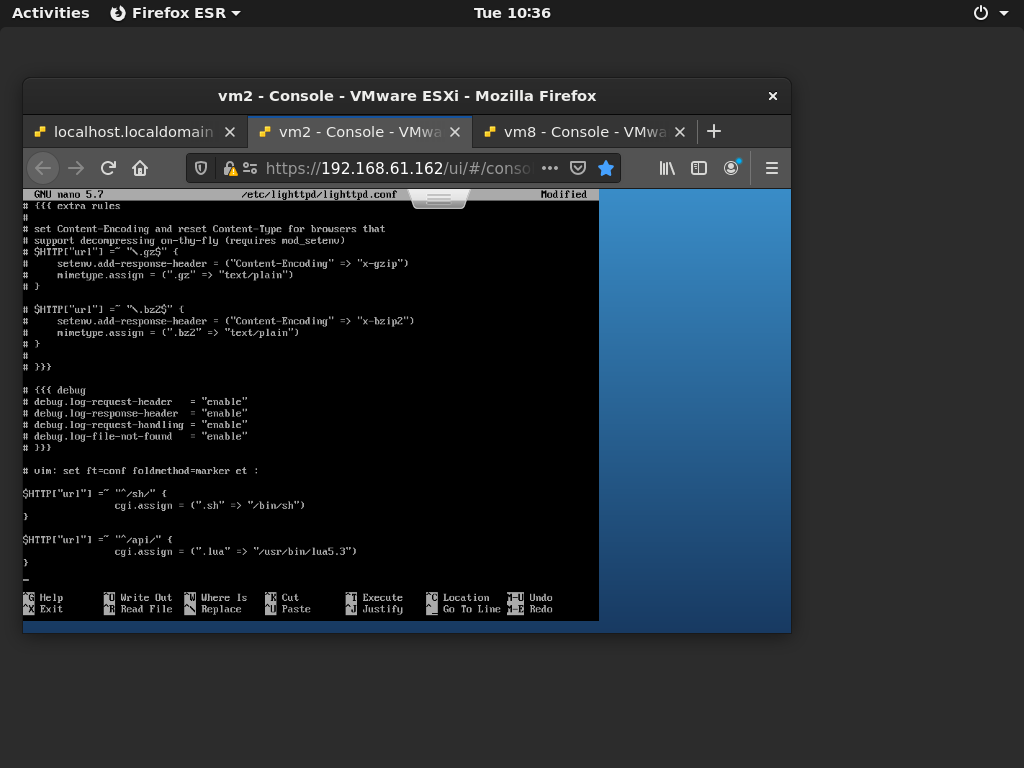 Activities Firefox ESR Tue 10:36
vm2 - Console - VMware ESXi - Mozilla Firefox
localhost.localdomain vm2 - Console - VMwa vm8 - Console - VMwa
https://192.168.61.162/ui/#/conso
GNU nano 5.7 /etc/lighttpd/lighttpd.conf Modified
# {{{ extra rules
#
# set Content-Encoding and reset Content-Type for browsers that
# support decompressing on-thy-fly (requires mod_setenv)
# $HTTP["url"] =~ "\.gz$" {
#     setenv.add-response-header = ("Content-Encoding" => "x-gzip")
#     mimetype.assign = (".gz" => "text/plain")
# }

# $HTTP["url"] =~ "\.bz2$" {
#     setenv.add-response-header = ("Content-Encoding" => "x-bzip2")
#     mimetype.assign = (".bz2" => "text/plain")
# }
#
# }}}

# {{{ debug
# debug.log-request-header   = "enable"
# debug.log-response-header  = "enable"
# debug.log-request-handling = "enable"
# debug.log-file-not-found   = "enable"
# }}}

# vim: set ft=conf foldmethod=marker et :

$HTTP["url"] =~ "^/sh/" {
cgi.assign = (".sh" => "/bin/sh")
}

$HTTP["url"] =~ "^/api/" {
cgi.assign = (".lua" => "/usr/bin/lua5.3")
}

^G Help ^O Write Out ^W Where Is ^K Cut ^T Execute ^C Location M-U Undo
^X Exit ^R Read File ^\ Replace ^U Paste ^J Justify ^_ Go To Line M-E Redo